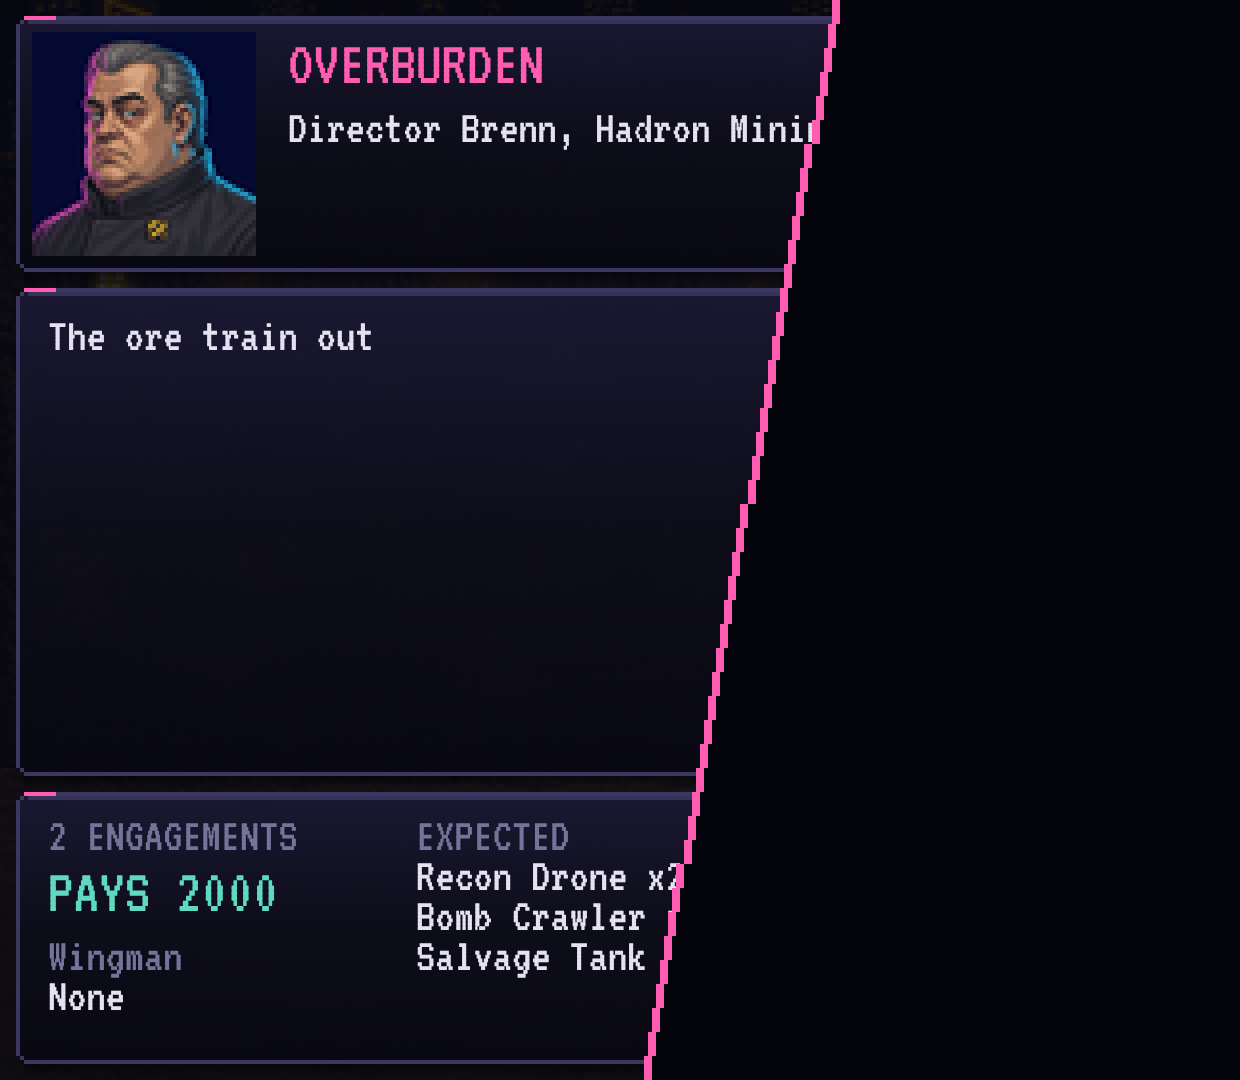 OVERBURDEN
Director Brenn, Hadron
The ore train out
2 ENGAGEMENTS
PAYS 2000
Wingman
None
EXPECTED
Recon Drone x2
Bomb Crawler
Salvage Tank